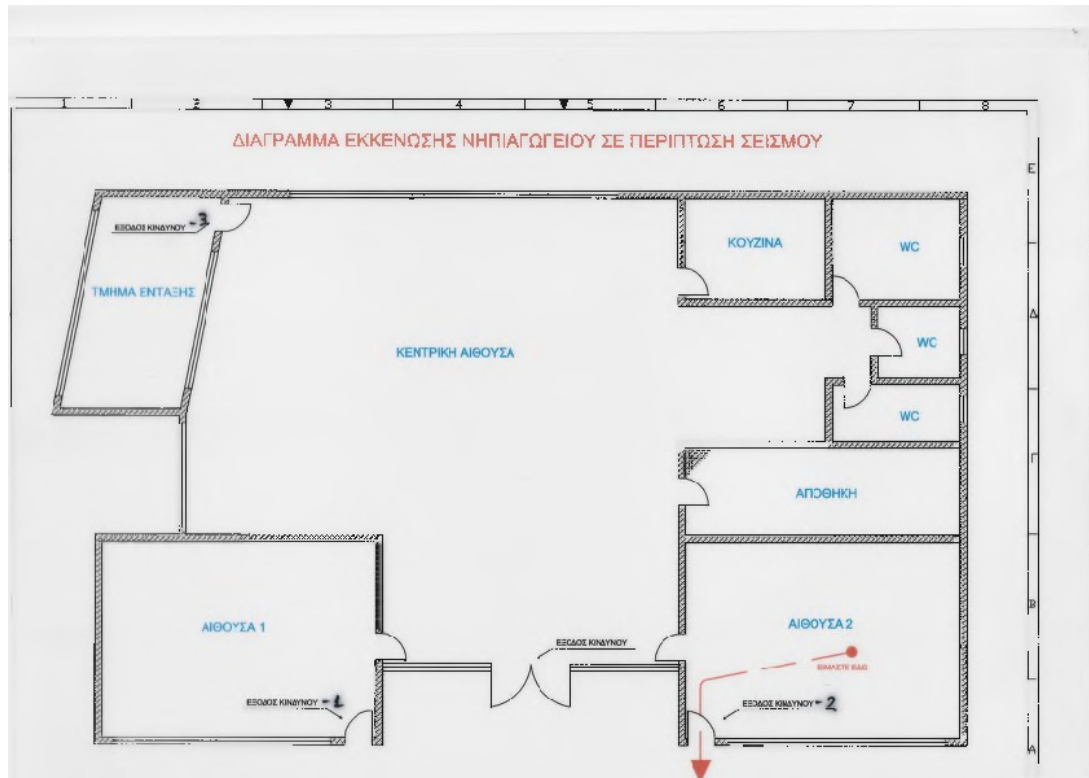 1 2 3 4 5 6 7 8
ΔΙΑΓΡΑΜΜΑ ΕΚΚΕΝΩΣΗΣ ΝΗΠΙΑΓΩΓΕΙΟΥ ΣΕ ΠΕΡΙΠΤΩΣΗ ΣΕΙΣΜΟΥ
Ε
ΕΞΟΔΟΣ ΚΙΝΔΥΝΟΥ -3
ΚΟΥΖΙΝΑ
WC
ΤΜΗΜΑ ΕΝΤΑΞΗΣ
Δ
WC
ΚΕΝΤΡΙΚΗ ΑΙΘΟΥΣΑ
WC
Γ
ΑΠΟΘΗΚΗ
Β
ΑΙΘΟΥΣΑ 1
ΑΙΘΟΥΣΑ 2
ΕΞΟΔΟΣ ΚΙΝΔΥΝΟΥ
ΕΙΜΑΣΤΕ ΕΔΩ
ΕΞΟΔΟΣ ΚΙΝΔΥΝΟΥ -1
ΕΞΟΔΟΣ ΚΙΝΔΥΝΟΥ -2
Α